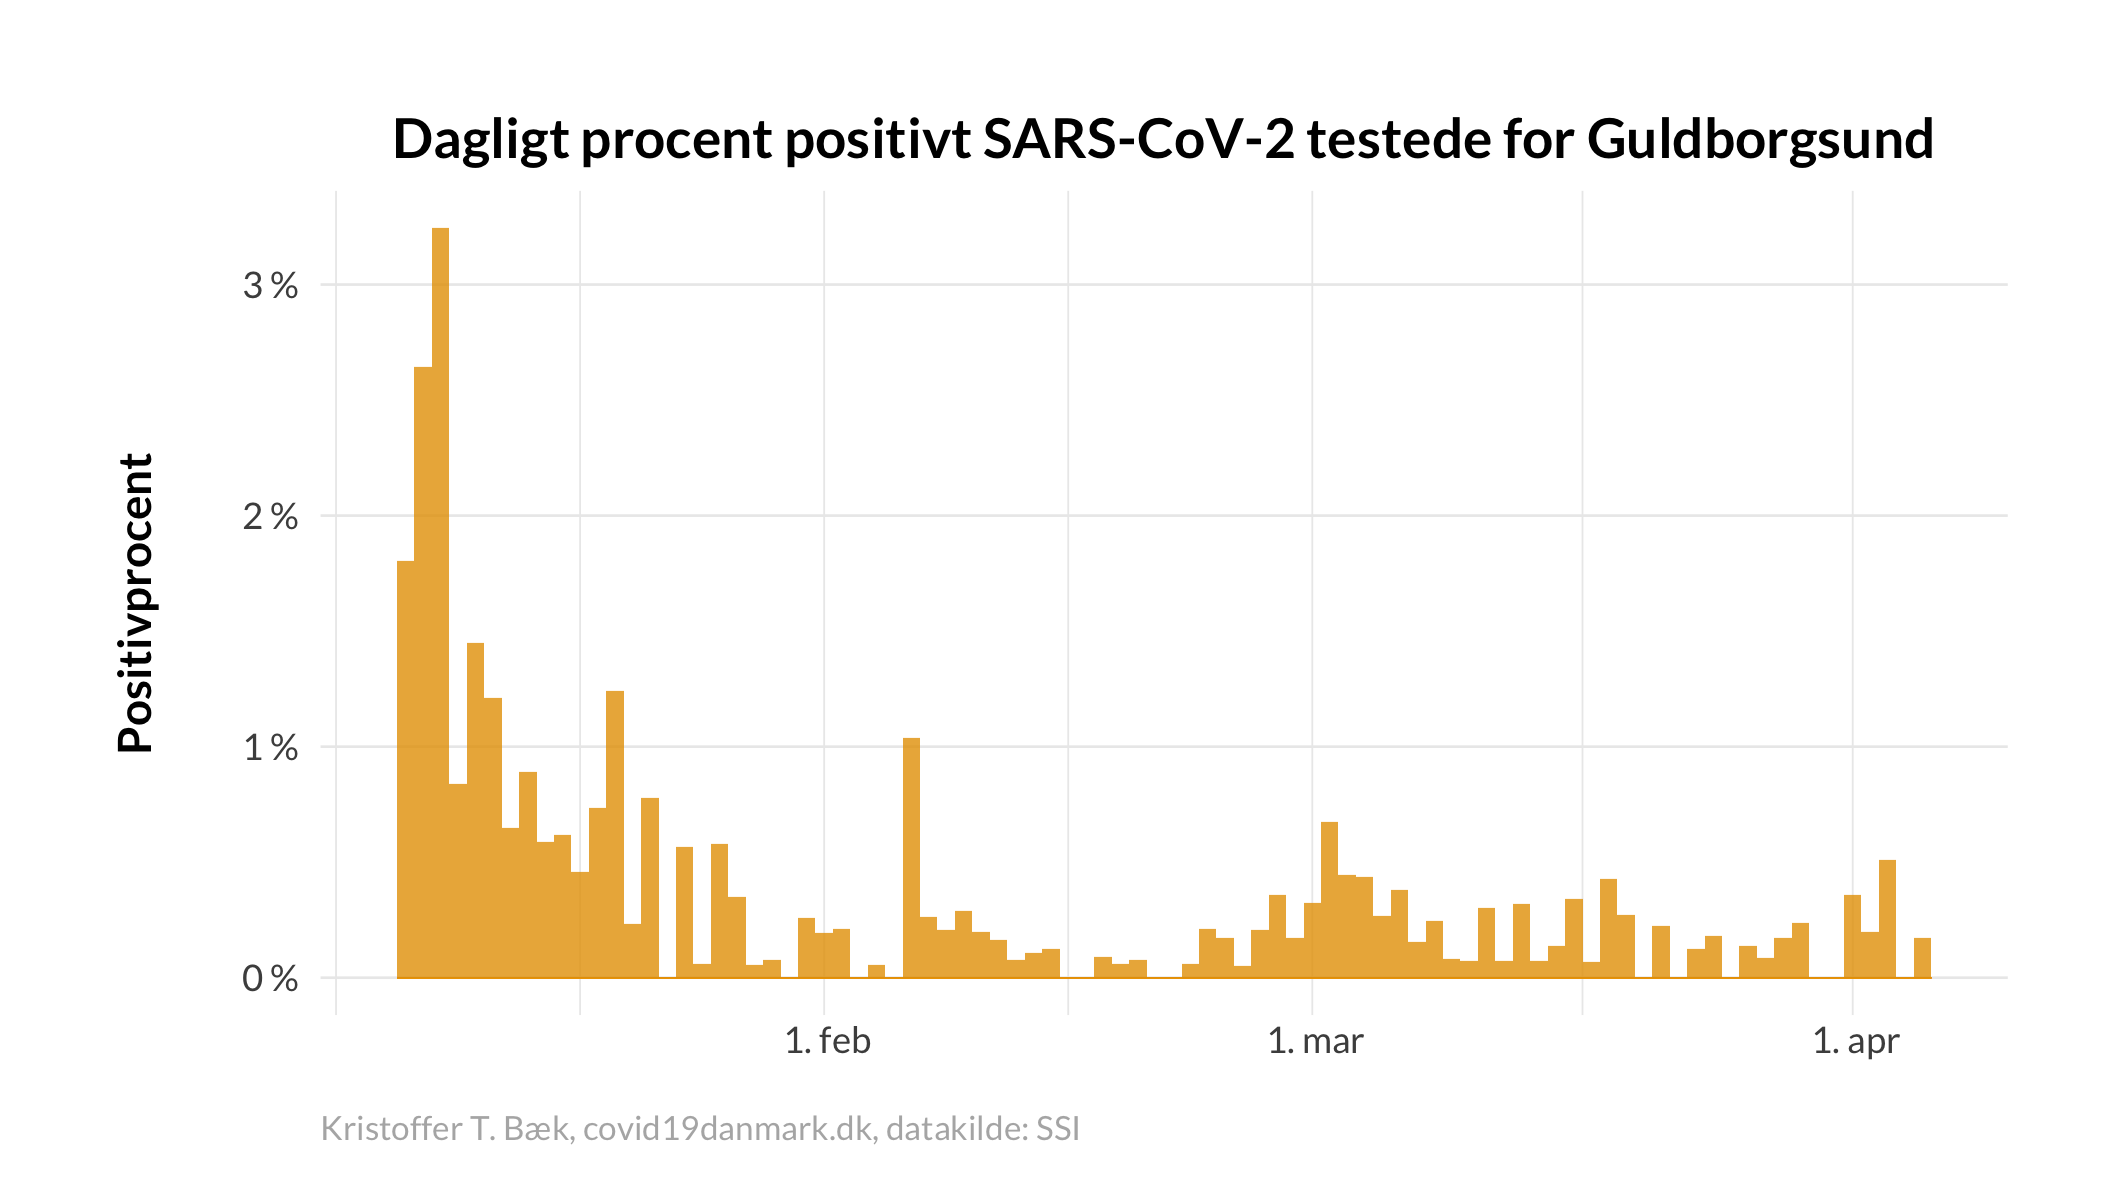 Dagligt procent positivt SARS-CoV-2 testede for Guldborgsund
Positivprocent
3 %
2 %
1 %
0 %
1. feb
1. mar
1. apr
Kristoffer T. Bæk, covid19danmark.dk, datakilde: SSI